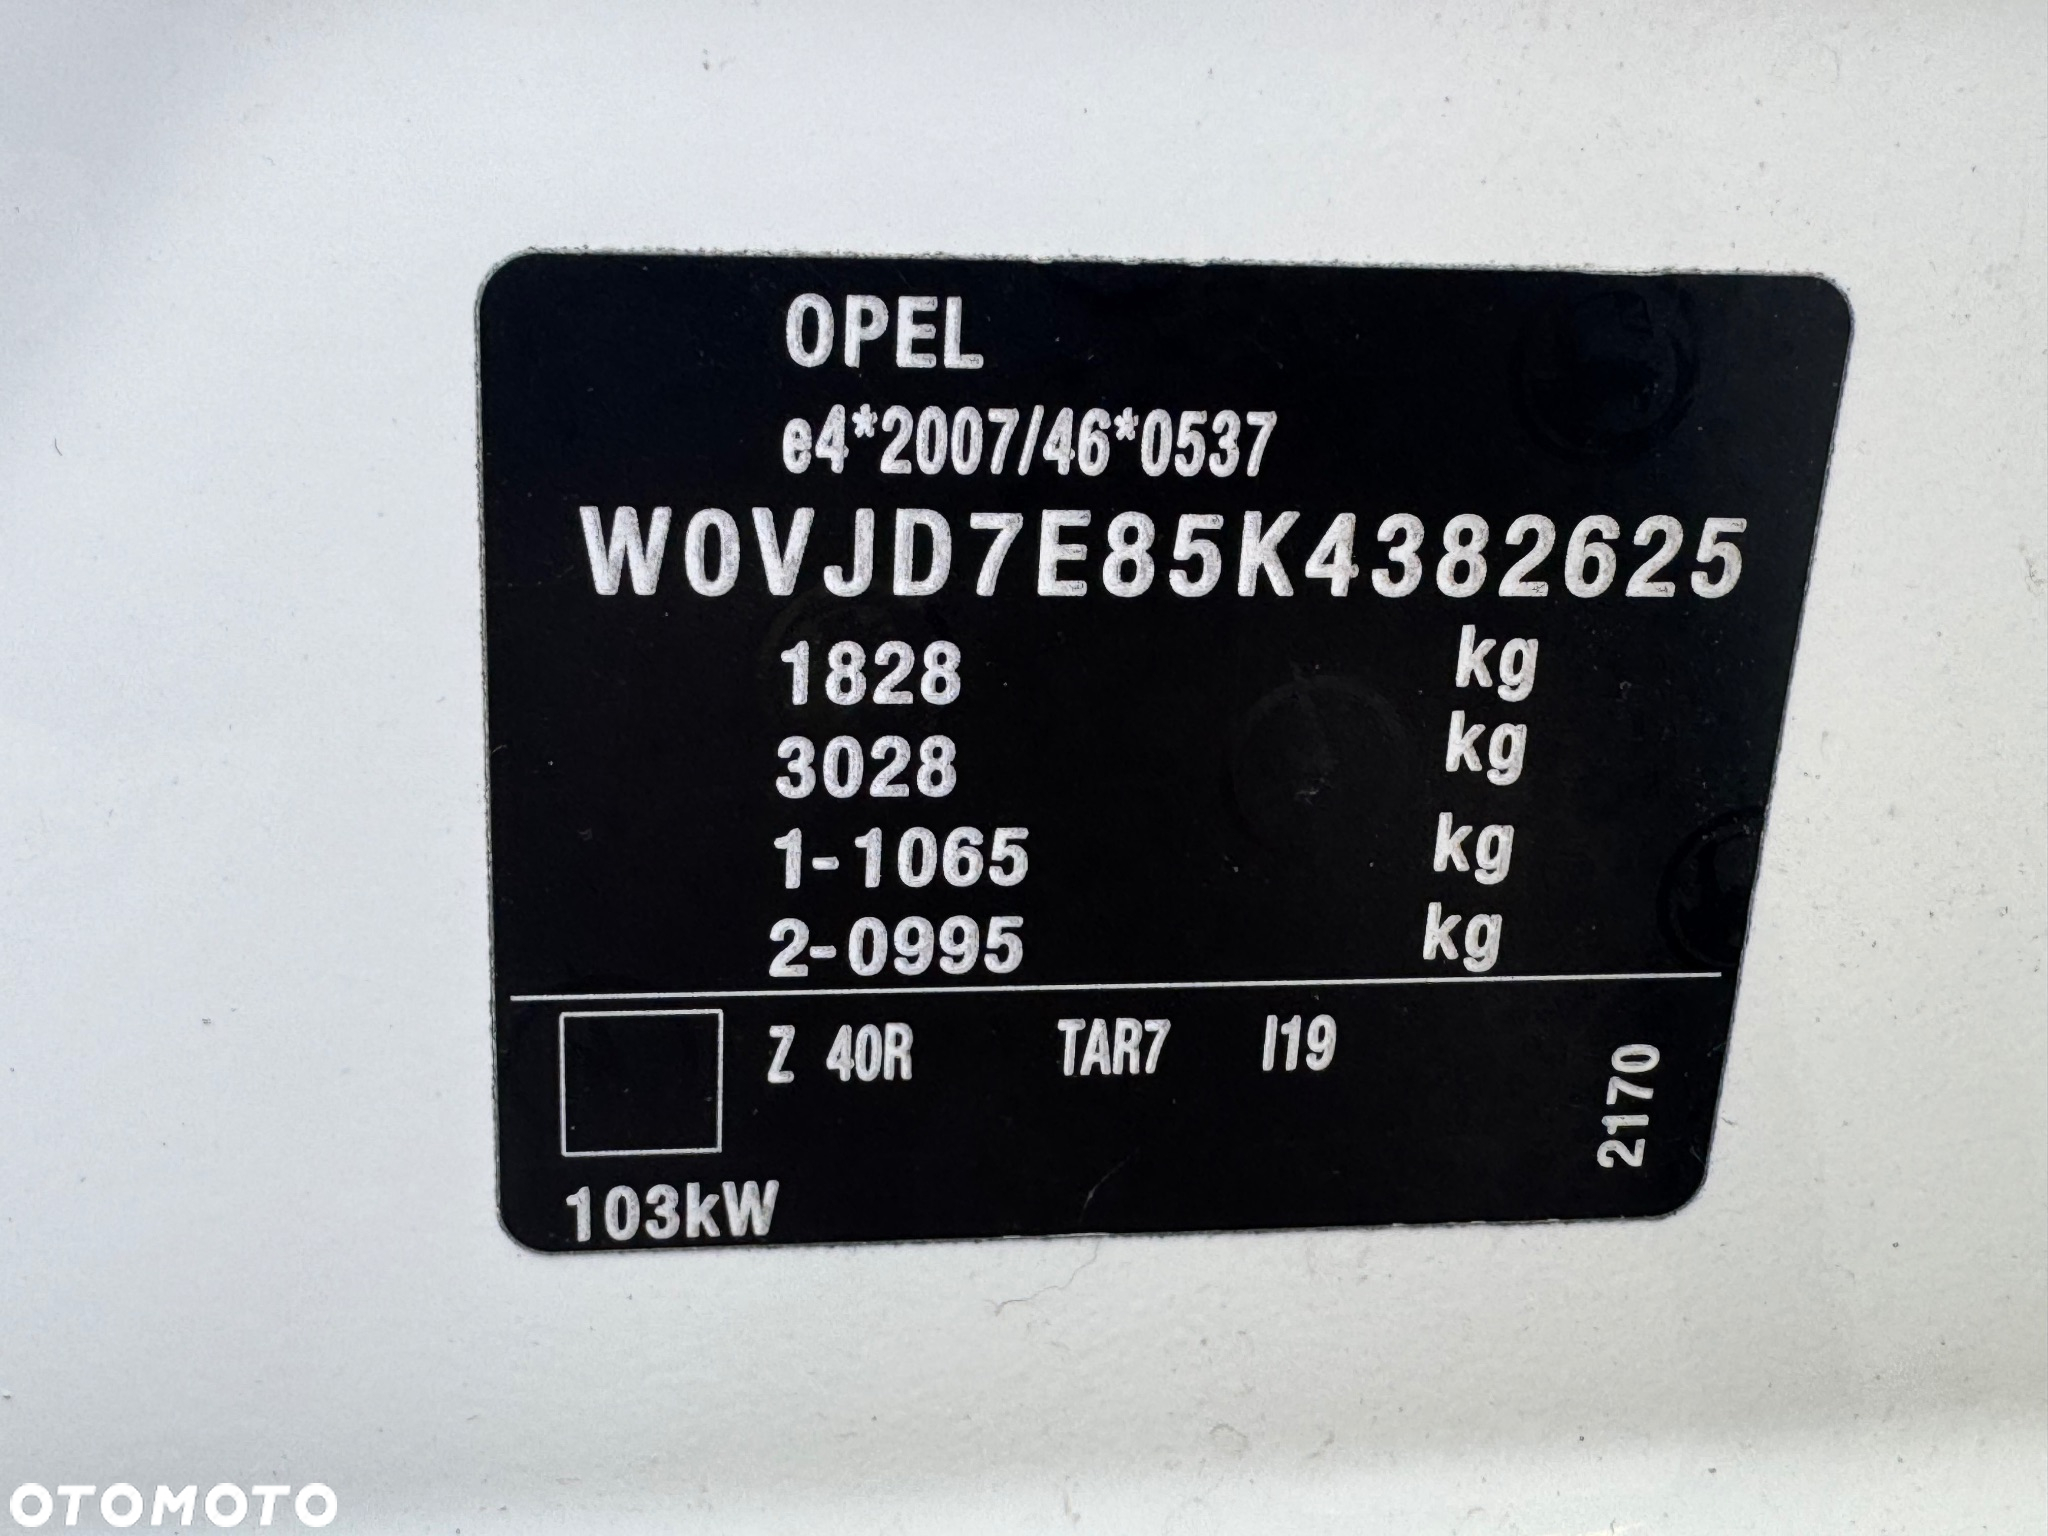 OPEL
e4*2007/46*0537
W0VJD7E85K4382625
1828 kg
3028 kg
1-1065 kg
2-0995 kg
Z 40R TAR7 I19
2170
103kW
OTOMOTO